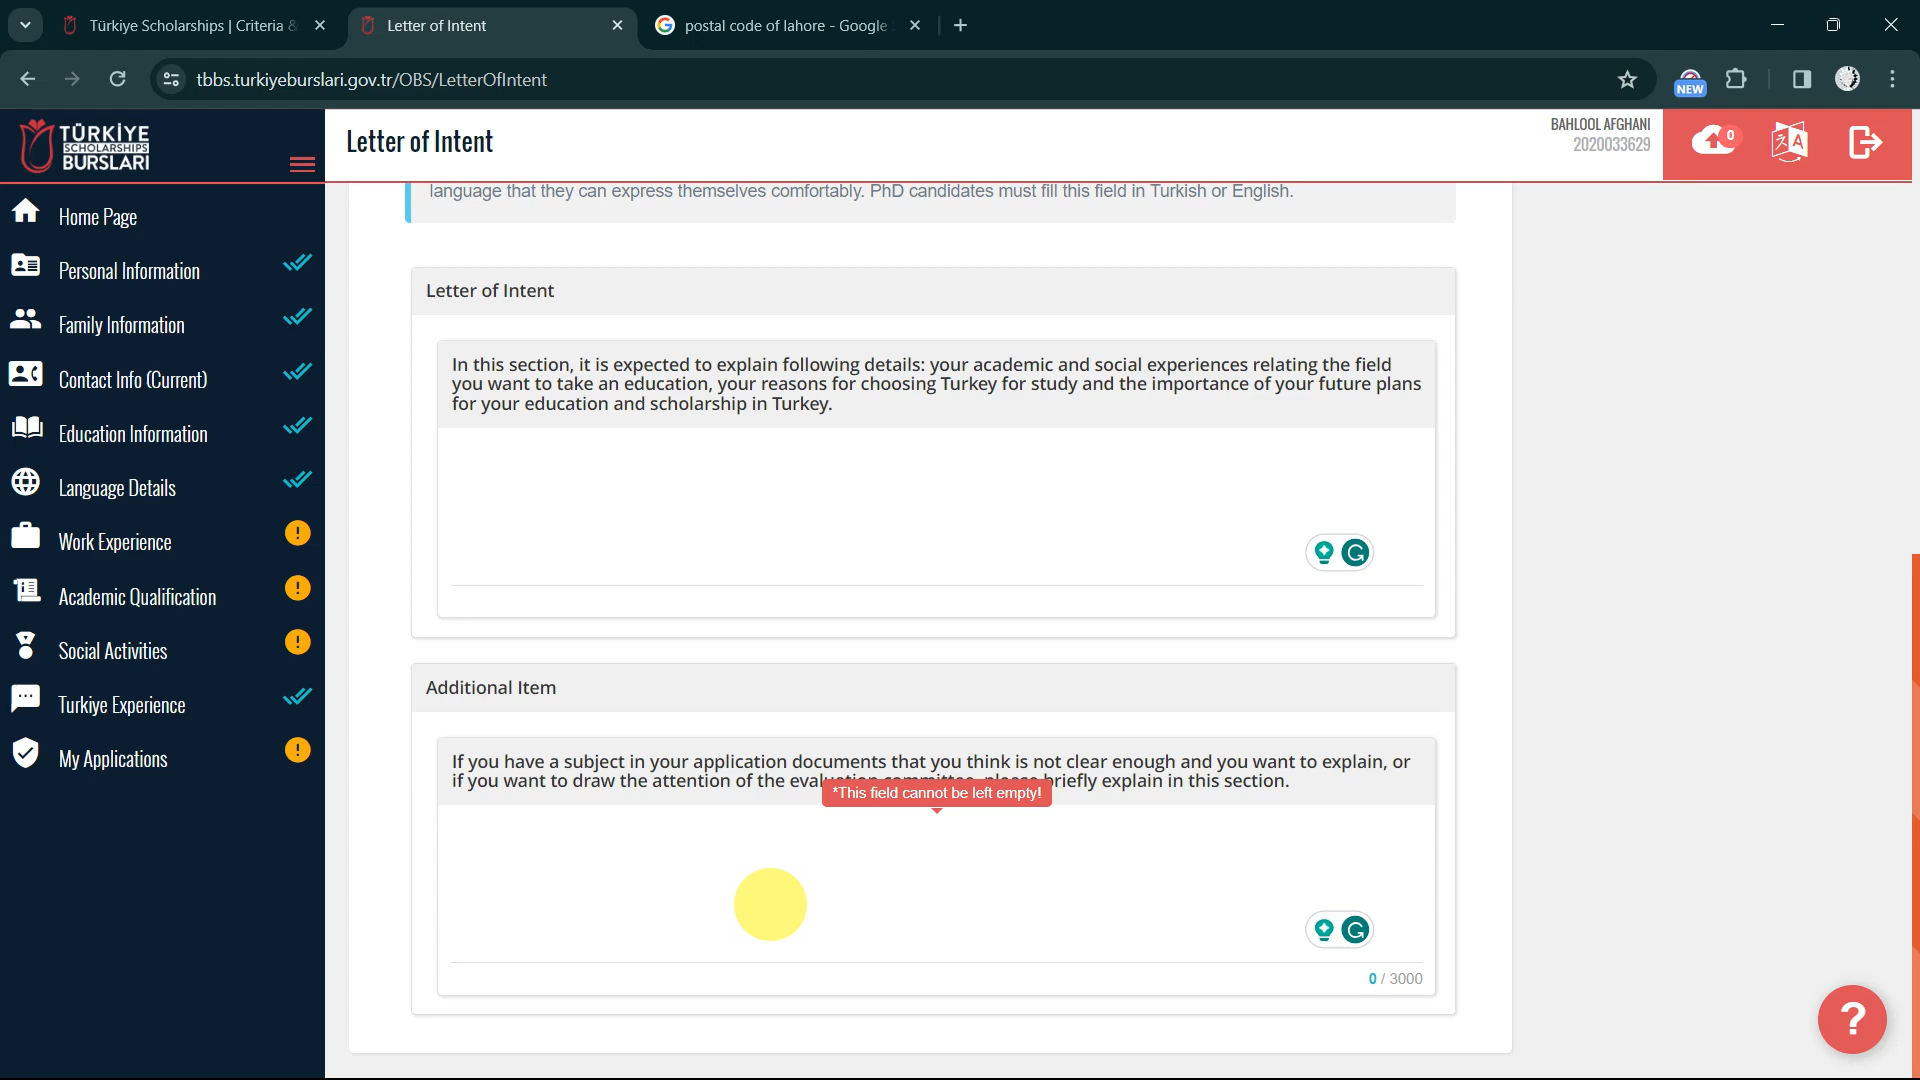 Türkiye Scholarships | Criteria &
Letter of Intent
postal code of lahore - Google
tbbs.turkiyeburslari.gov.tr/OBS/LetterOfIntent
NEW
TÜRKİYE
SCHOLARSHIPS
BURSLARI
Letter of Intent
BAHLOOL AFGHANI
2020033629
0
Home Page
Personal Information
Family Information
Contact Info (Current)
Education Information
Language Details
Work Experience
Academic Qualification
Social Activities
Turkiye Experience
My Applications
language that they can express themselves comfortably. PhD candidates must fill this field in Turkish or English.
Letter of Intent
In this section, it is expected to explain following details: your academic and social experiences relating the field
you want to take an education, your reasons for choosing Turkey for study and the importance of your future plans
for your education and scholarship in Turkey.
Additional Item
If you have a subject in your application documents that you think is not clear enough and you want to explain, or
if you want to draw the attention of the evaluation committee, please briefly explain in this section.
*This field cannot be left empty!
0 / 3000
?